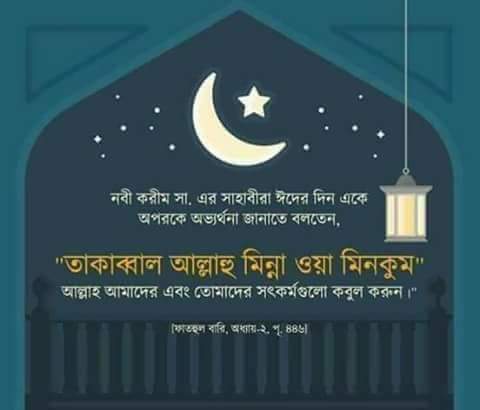 নবী করীম সা. এর সাহাবীরা ঈদের দিন একে
অপরকে অভ্যর্থনা জানাতে বলতেন,
"তাকাব্বাল আল্লাহু মিন্না ওয়া মিনকুম"
আল্লাহ আমাদের এবং তোমাদের সৎকর্মগুলো কবুল করুন।"
[ফাতহুল বারি, অধ্যায়-২, পৃ. ৪৪৬]